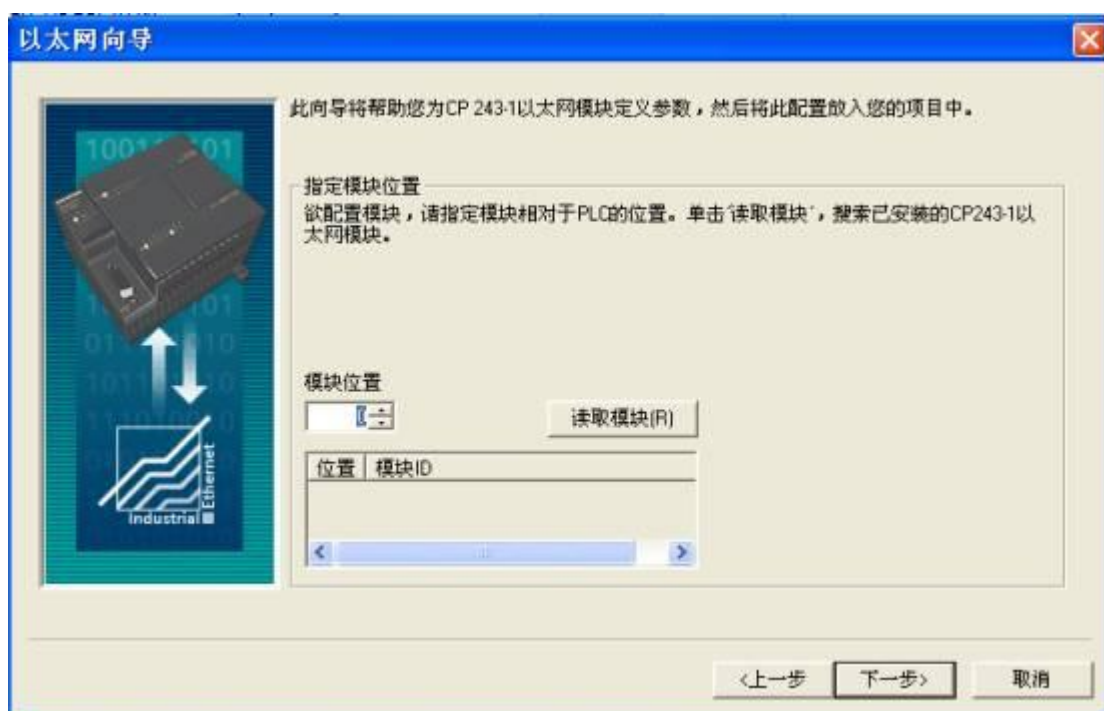 以太网向导
此向导将帮助您为CP 243-1以太网模块定义参数，然后将此配置放入您的项目中。
指定模块位置
欲配置模块，请指定模块相对于PLC的位置。单击'读取模块'，搜索已安装的CP243-1以
太网模块。
模块位置
读取模块(R)
位置 模块ID
Industrial Ethernet
<上一步 下一步> 取消